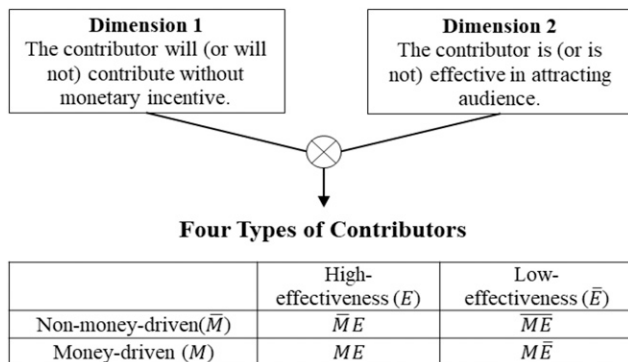 Dimension 1
The contributor will (or will
not) contribute without
monetary incentive.
Dimension 2
The contributor is (or is
not) effective in attracting
audience.
Four Types of Contributors
High-
effectiveness (E)
Low-
effectiveness (Ē)
Non-money-driven(M̄) M̄E M̄Ē
Money-driven (M) ME MĒ